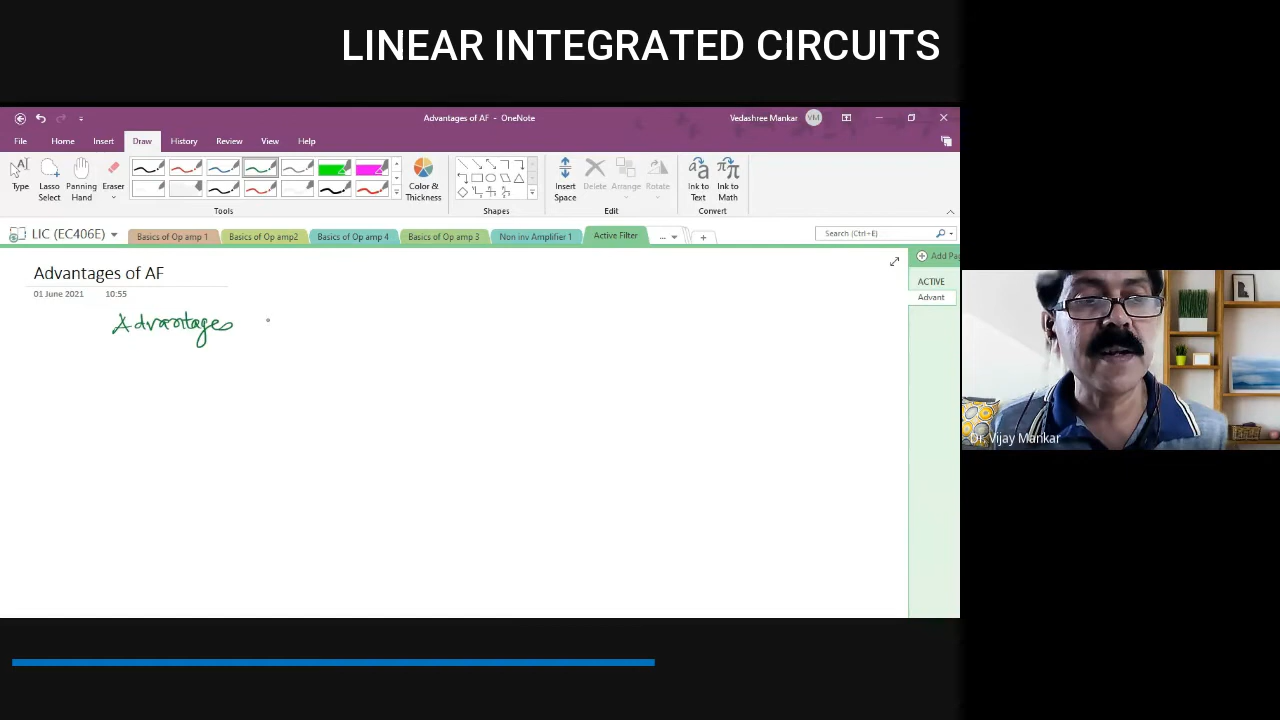 LINEAR INTEGRATED CIRCUITS
Advantages of AF - OneNote
Vedashree Mankar VM
File Home Insert Draw History Review View Help
Type
Lasso Select
Panning Hand
Eraser
Color & Thickness
Insert Space
Delete
Arrange
Rotate
Ink to Text
Ink to Math
Tools Shapes Edit Convert
LIC (EC406E) Basics of Op amp 1 Basics of Op amp2 Basics of Op amp 4 Basics of Op amp 3 Non inv Amplifier 1 Active Filter ... + Search (Ctrl+E)
Advantages of AF
01 June 2021 10:55
Advantages
Add Pag
ACTIVE
Advant
Dr. Vijay Mankar